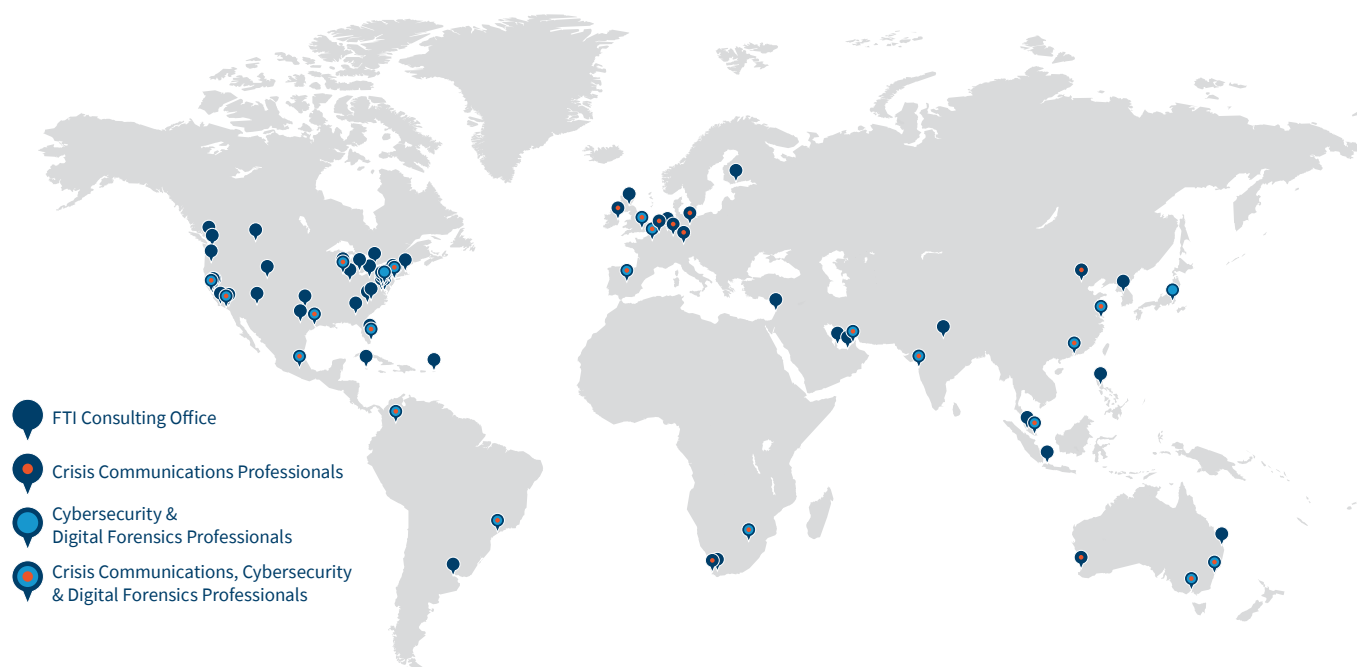 FTI Consulting Office
Crisis Communications Professionals
Cybersecurity &
Digital Forensics Professionals
Crisis Communications, Cybersecurity
& Digital Forensics Professionals